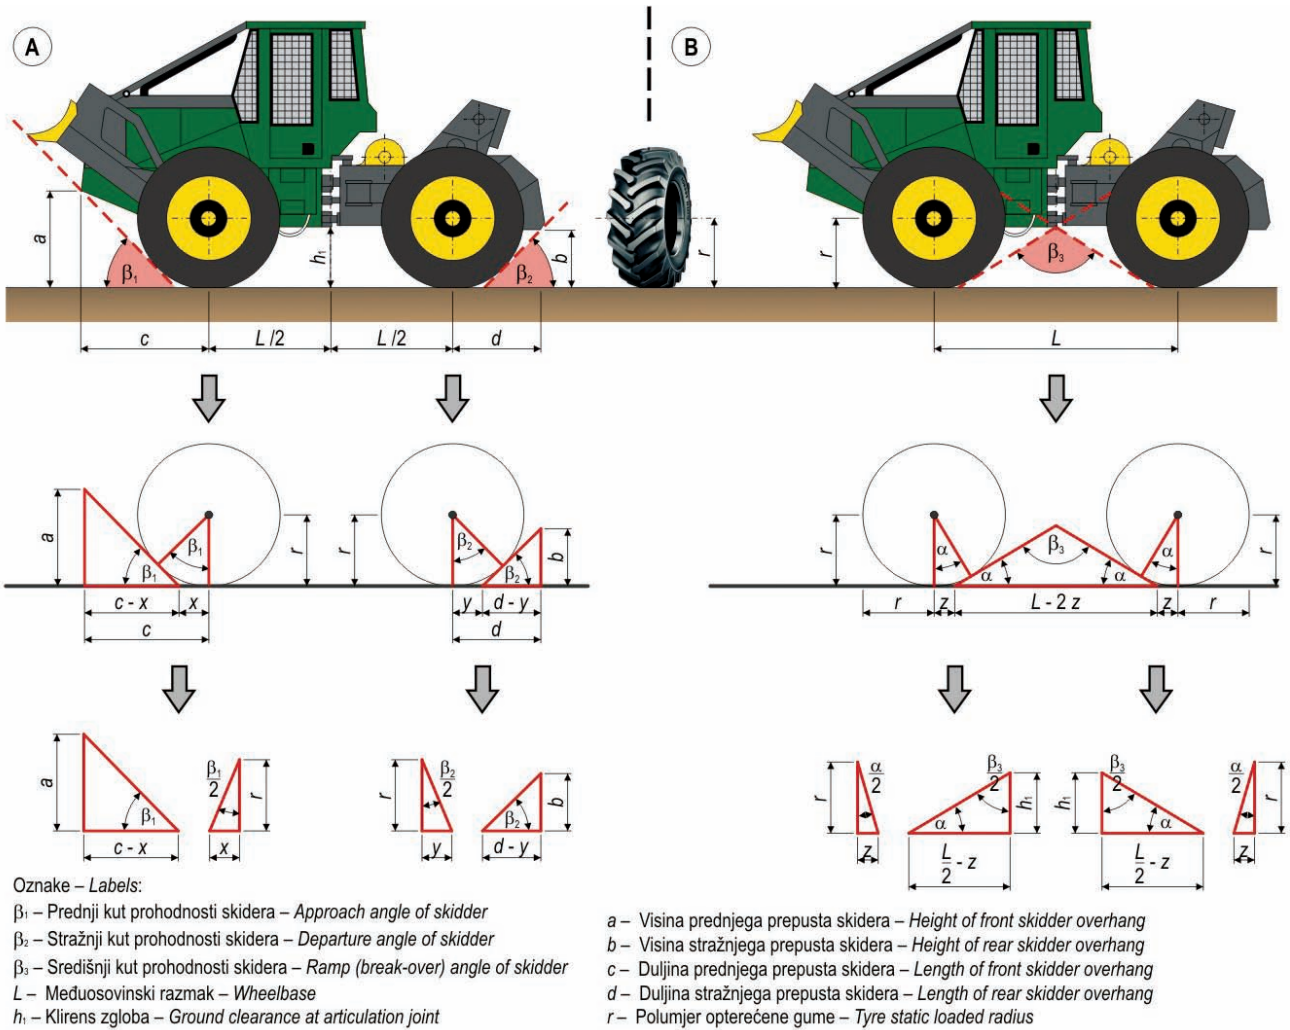 A
B
a
β₁
h₁
β₂
b
r
r
β₃
c
L /2
L /2
d
L
a
β₁
β₁
r
r
β₂
β₂
b
r
α
α
β₃
α
α
r
c - x
x
y
d - y
r
z
L - 2 z
z
r
c
d
a
β₁
c - x
β₁/2
r
x
r
β₂/2
y
β₂
b
d - y
r
α/2
z
β₃/2
α
h₁
L/2 - z
h₁
β₃/2
α
L/2 - z
α/2
r
z
Oznake – Labels:
β₁ – Prednji kut prohodnosti skidera – Approach angle of skidder
β₂ – Stražnji kut prohodnosti skidera – Departure angle of skidder
β₃ – Središnji kut prohodnosti skidera – Ramp (break-over) angle of skidder
L – Međuosovinski razmak – Wheelbase
h₁ – Klirens zgloba – Ground clearance at articulation joint
a – Visina prednjega prepusta skidera – Height of front skidder overhang
b – Visina stražnjega prepusta skidera – Height of rear skidder overhang
c – Duljina prednjega prepusta skidera – Length of front skidder overhang
d – Duljina stražnjega prepusta skidera – Length of rear skidder overhang
r – Polumjer opterećene gume – Tyre static loaded radius